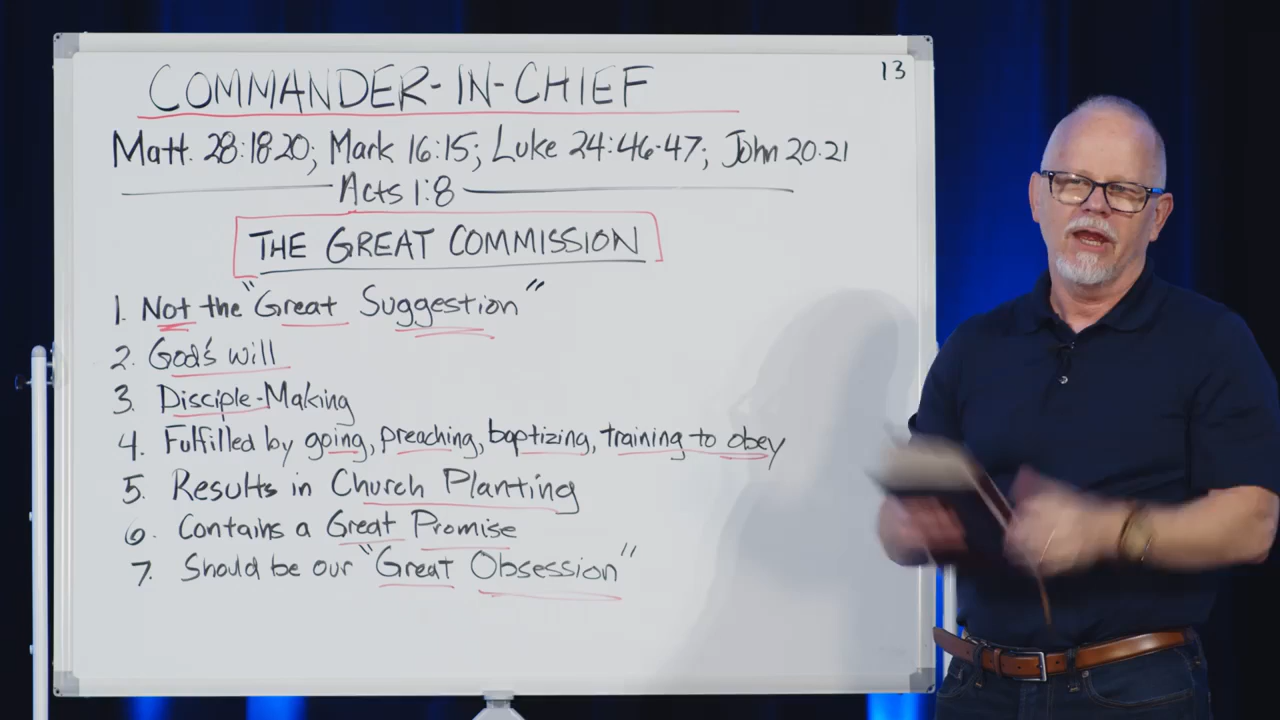 COMMANDER-IN-CHIEF
13
Matt. 28:18-20; Mark 16:15; Luke 24:46-47; John 20:21
Acts 1:8
THE GREAT COMMISSION
1. Not the "Great Suggestion"
2. God's will
3. Disciple-Making
4. Fulfilled by going, preaching, baptizing, training to obey
5. Results in Church Planting
6. Contains a Great Promise
7. Should be our "Great Obsession"